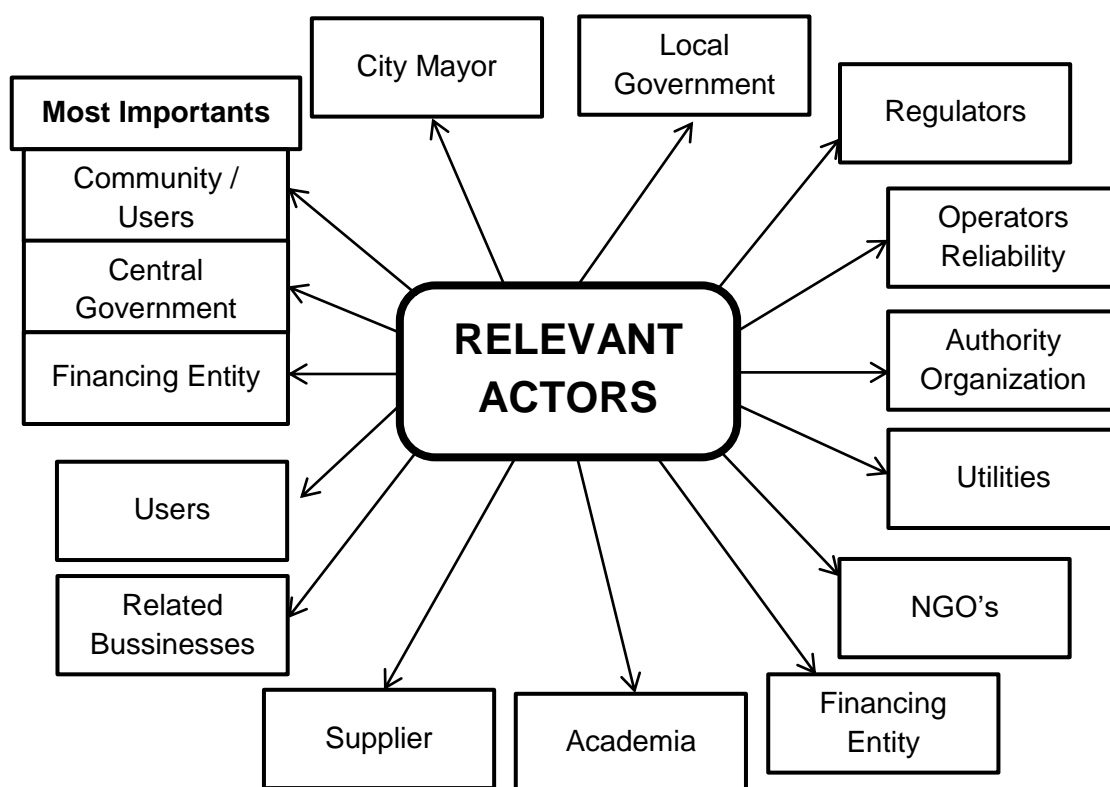 City Mayor
Local
Government
Regulators
Most Importants
Community /
Users
Central
Government
Financing Entity
Operators
Reliability
RELEVANT
ACTORS
Authority
Organization
Utilities
Users
Related
Bussinesses
NGO’s
Supplier
Academia
Financing
Entity